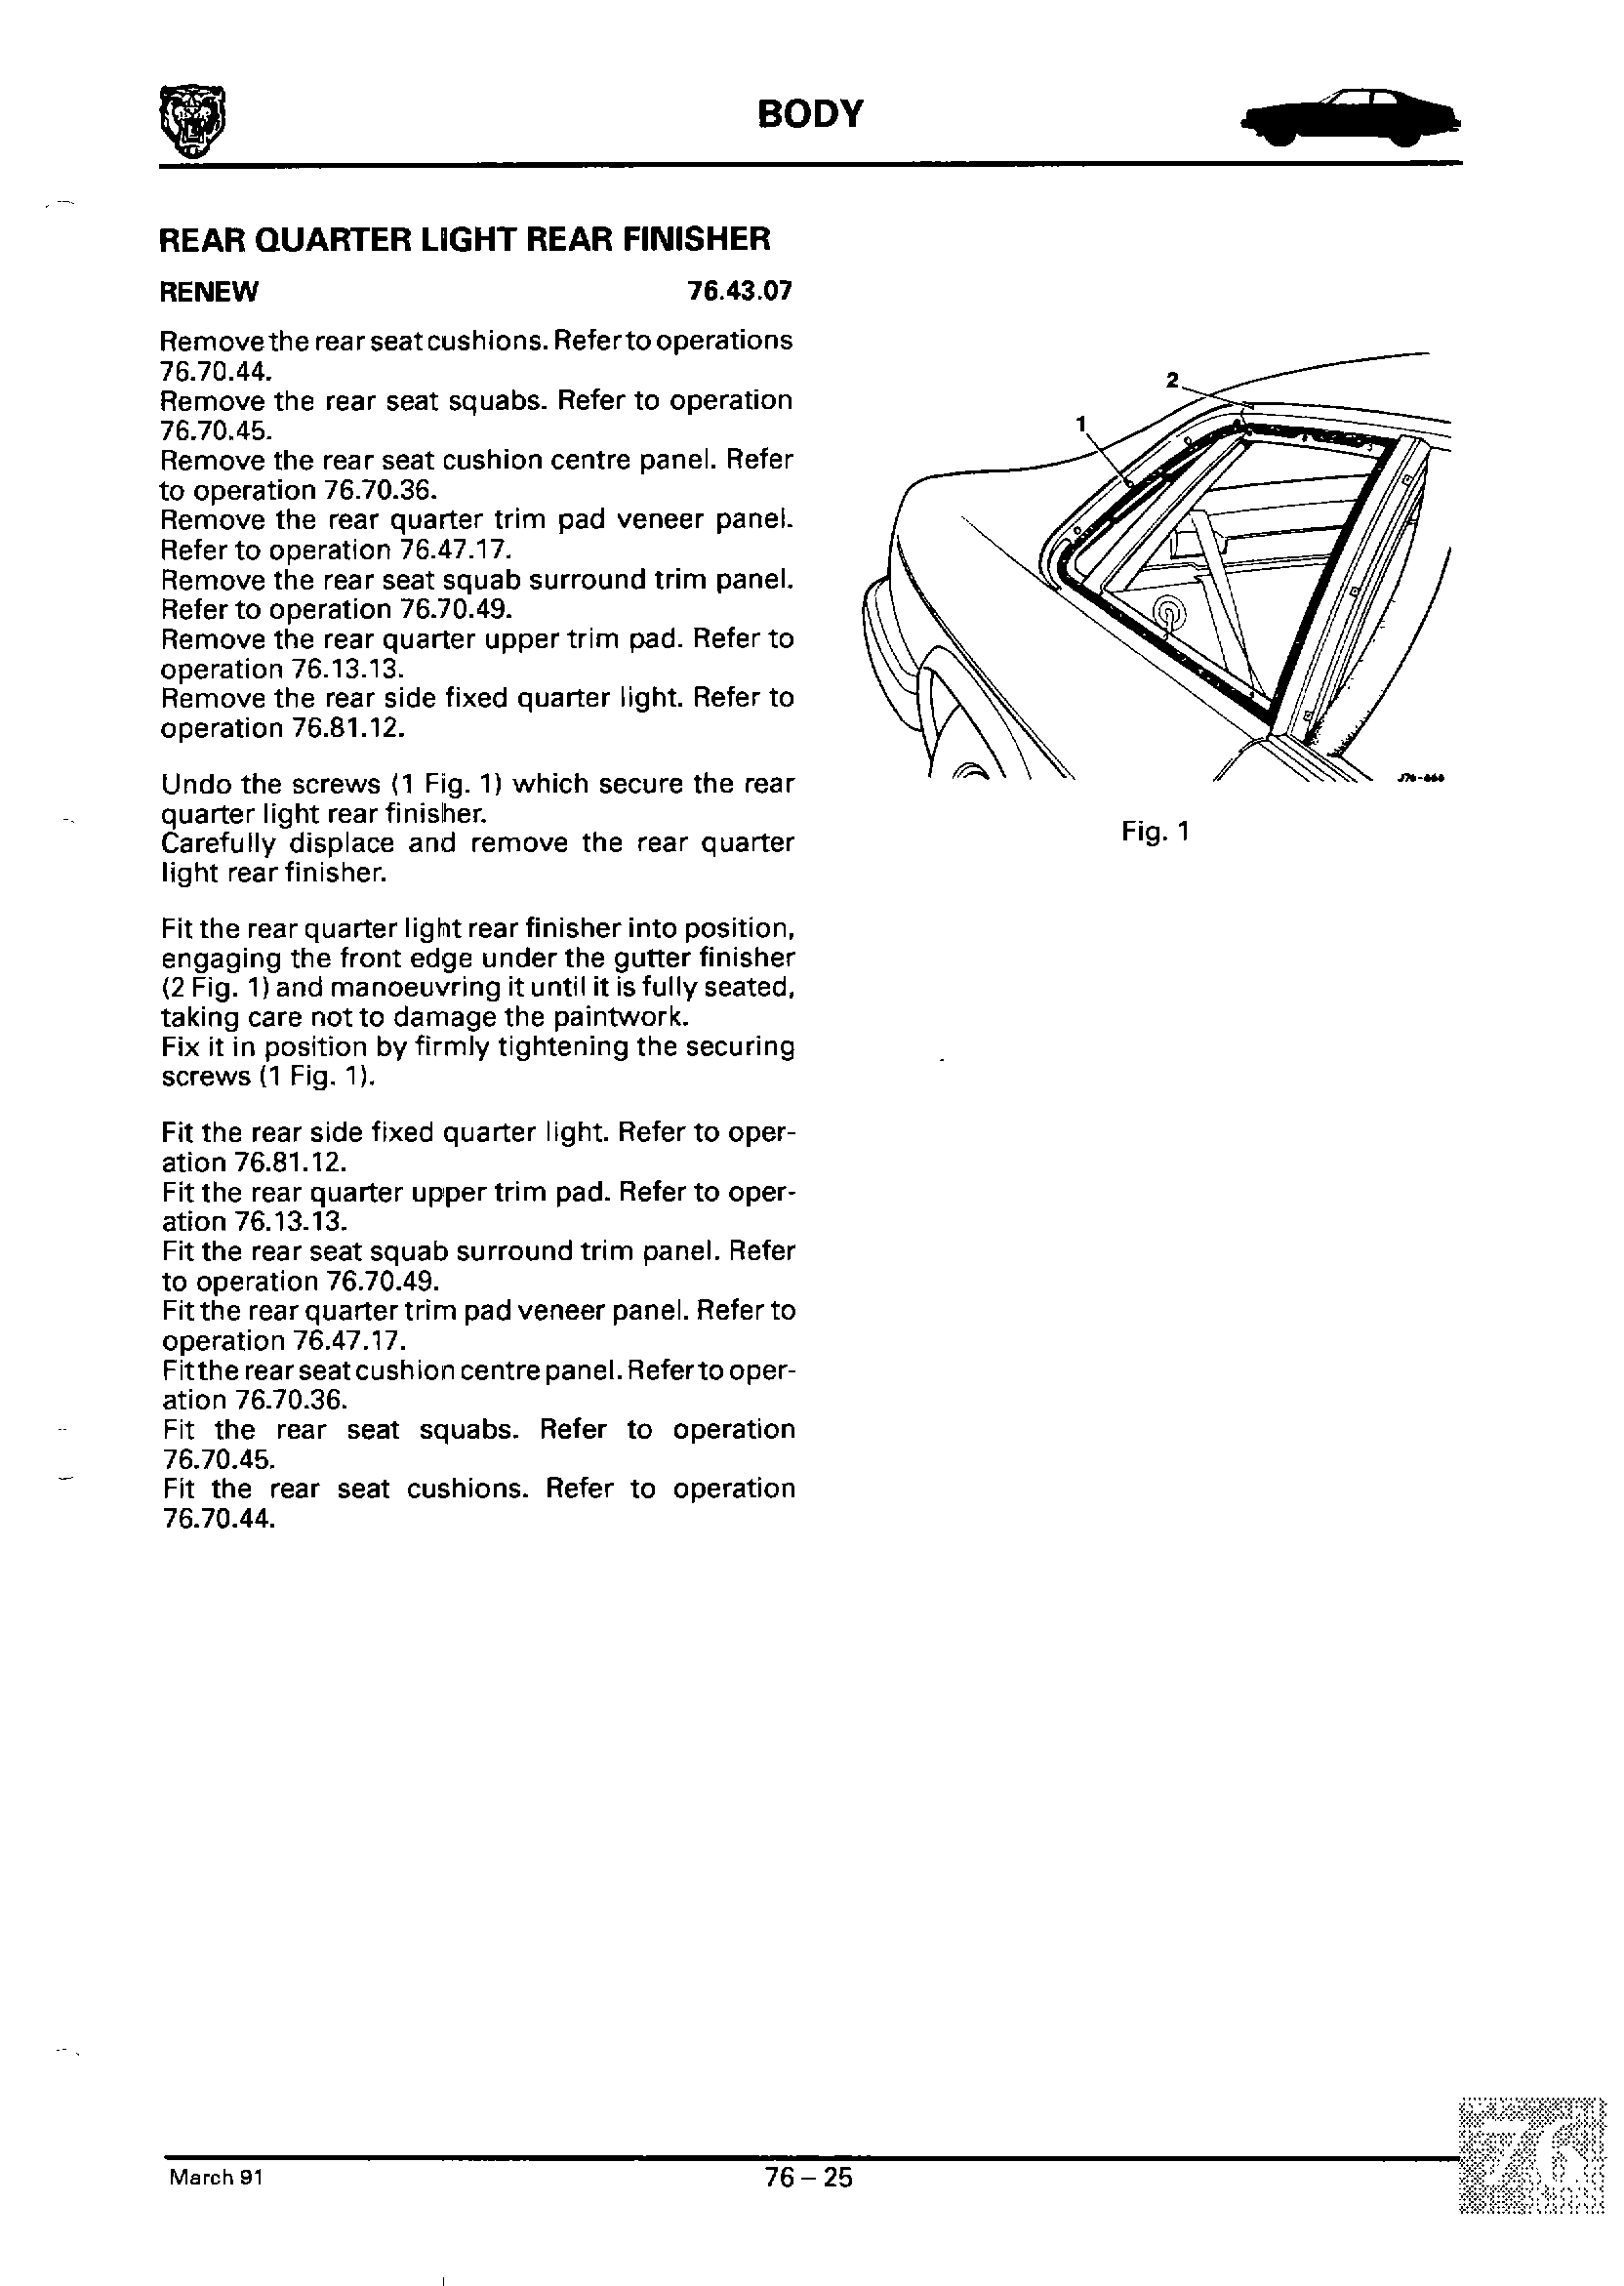 BODY
REAR QUARTER LIGHT REAR FINISHER
RENEW 76.43.07
Remove the rear seat cushions. Refer to operations
76.70.44.
Remove the rear seat squabs. Refer to operation
76.70.45.
Remove the rear seat cushion centre panel. Refer
to operation 76.70.36.
Remove the rear quarter trim pad veneer panel.
Refer to operation 76.47.17.
Remove the rear seat squab surround trim panel.
Refer to operation 76.70.49.
Remove the rear quarter upper trim pad. Refer to
operation 76.13.13.
Remove the rear side fixed quarter light. Refer to
operation 76.81.12.
Undo the screws (1 Fig. 1) which secure the rear
quarter light rear finisher.
Carefully displace and remove the rear quarter
light rear finisher.
Fit the rear quarter light rear finisher into position,
engaging the front edge under the gutter finisher
(2 Fig. 1) and manoeuvring it until it is fully seated,
taking care not to damage the paintwork.
Fix it in position by firmly tightening the securing
screws (1 Fig. 1).
Fit the rear side fixed quarter light. Refer to oper-
ation 76.81.12.
Fit the rear quarter upper trim pad. Refer to oper-
ation 76.13.13.
Fit the rear seat squab surround trim panel. Refer
to operation 76.70.49.
Fit the rear quarter trim pad veneer panel. Refer to
operation 76.47.17.
Fit the rear seat cushion centre panel. Refer to oper-
ation 76.70.36.
Fit the rear seat squabs. Refer to operation
76.70.45.
Fit the rear seat cushions. Refer to operation
76.70.44.
2
1
Fig. 1
76
March 91
76 – 25